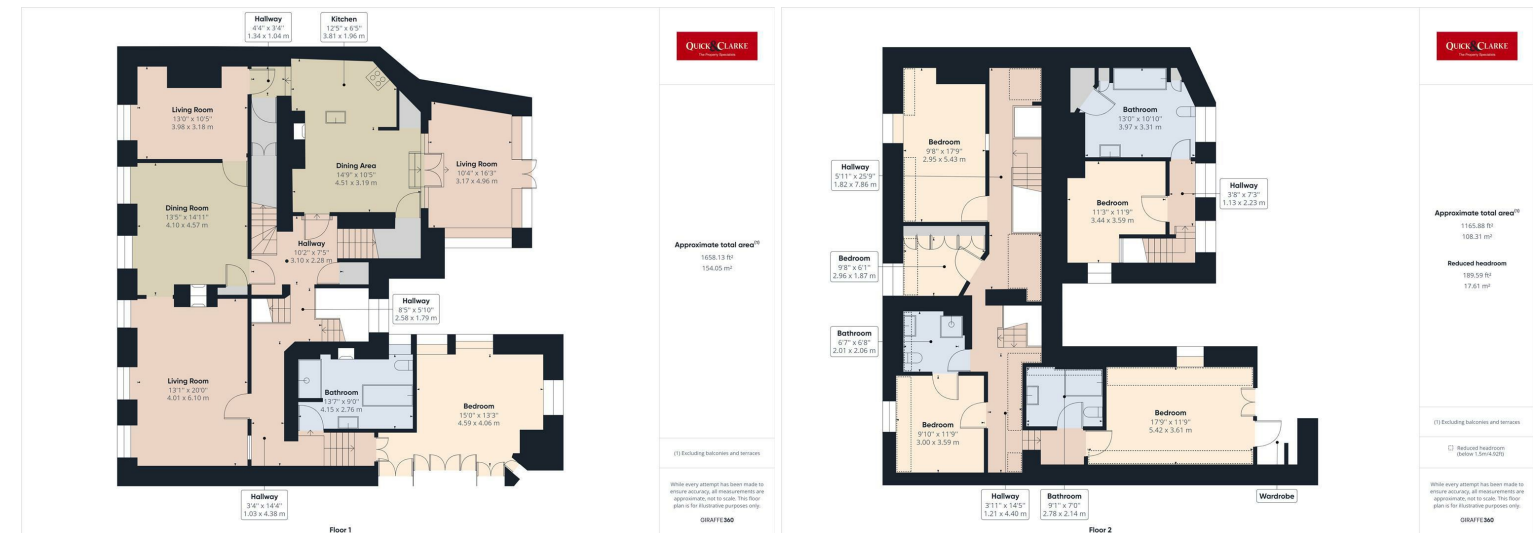 Hallway
4'4" x 3'4"
1.34 x 1.04 m
Kitchen
12'5" x 6'5"
3.81 x 1.96 m
Living Room
13'0" x 10'5"
3.98 x 3.18 m
Dining Area
14'9" x 10'5"
4.51 x 3.19 m
Living Room
10'4" x 16'3"
3.17 x 4.96 m
Dining Room
13'5" x 14'11"
4.10 x 4.57 m
Hallway
10'2" x 7'5"
3.10 x 2.28 m
Hallway
8'5" x 5'10"
2.58 x 1.79 m
Living Room
13'1" x 20'0"
4.01 x 6.10 m
Bathroom
13'7" x 9'0"
4.15 x 2.76 m
Bedroom
15'0" x 13'3"
4.59 x 4.06 m
Hallway
3'4" x 14'4"
1.03 x 4.38 m
Floor 1
QUICK & CLARKE
The Property Specialists
Approximate total area(1)
1658.13 ft²
154.05 m²
(1) Excluding balconies and terraces
While every attempt has been made to
ensure accuracy, all measurements are
approximate, not to scale. This floor
plan is for illustrative purposes only.
GIRAFFE360
Bedroom
9'8" x 17'9"
2.95 x 5.43 m
Bathroom
13'0" x 10'10"
3.97 x 3.31 m
Hallway
5'11" x 25'9"
1.82 x 7.86 m
Hallway
3'8" x 7'3"
1.13 x 2.23 m
Bedroom
11'3" x 11'9"
3.44 x 3.59 m
Bedroom
9'8" x 6'1"
2.96 x 1.87 m
Bathroom
6'7" x 6'8"
2.01 x 2.06 m
Bedroom
9'10" x 11'9"
3.00 x 3.59 m
Bedroom
17'9" x 11'9"
5.42 x 3.61 m
Hallway
3'11" x 14'5"
1.21 x 4.40 m
Bathroom
9'1" x 7'0"
2.78 x 2.14 m
Wardrobe
Floor 2
QUICK & CLARKE
The Property Specialists
Approximate total area(1)
1165.88 ft²
108.31 m²
Reduced headroom
189.59 ft²
17.61 m²
(1) Excluding balconies and terraces
Reduced headroom
(below 1.5m/4.92ft)
While every attempt has been made to
ensure accuracy, all measurements are
approximate, not to scale. This floor
plan is for illustrative purposes only.
GIRAFFE360